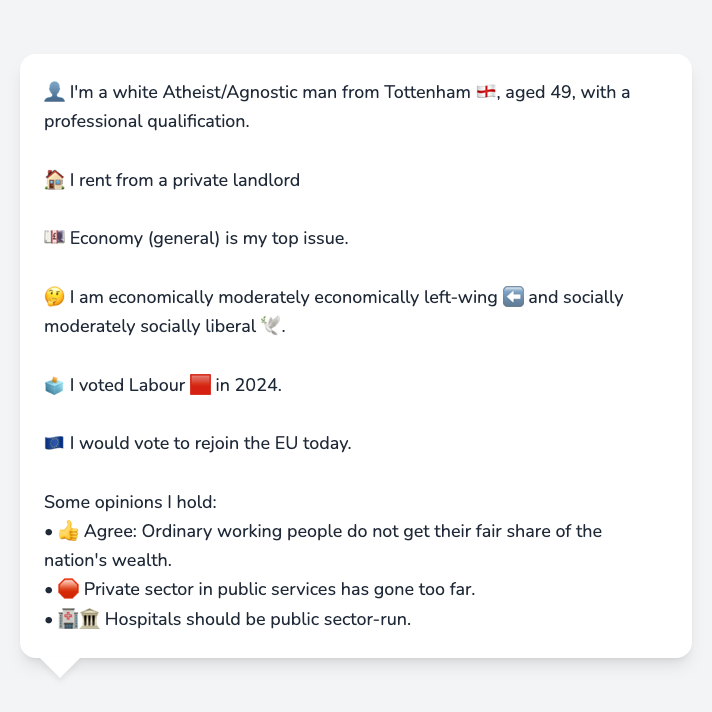 👤 I'm a white Atheist/Agnostic man from Tottenham 🏴󠁧󠁢󠁥󠁮󠁧󠁿, aged 49, with a
professional qualification.
🏠 I rent from a private landlord
💷 Economy (general) is my top issue.
🤔 I am economically moderately economically left-wing ⬅️ and socially
moderately socially liberal 🕊️.
🗳️ I voted Labour 🟥 in 2024.
🇪🇺 I would vote to rejoin the EU today.
Some opinions I hold:
• 👍 Agree: Ordinary working people do not get their fair share of the
nation's wealth.
• 🛑 Private sector in public services has gone too far.
• 🏥🏛️ Hospitals should be public sector-run.